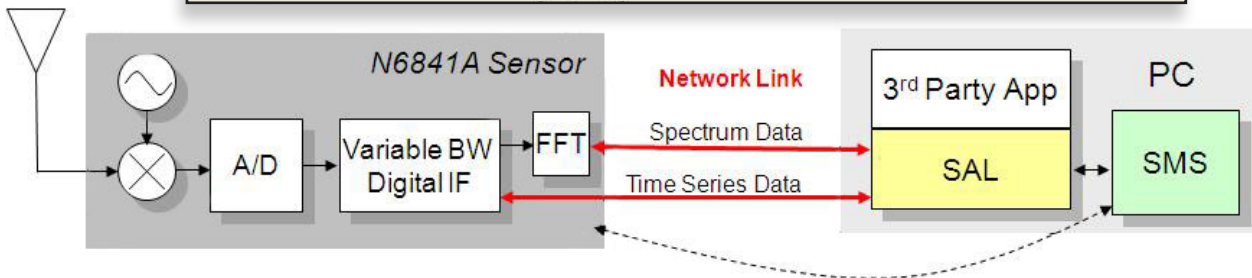 N6841A Sensor
A/D
Variable BW
Digital IF
FFT
Network Link
Spectrum Data
Time Series Data
3rd Party App
SAL
PC
SMS